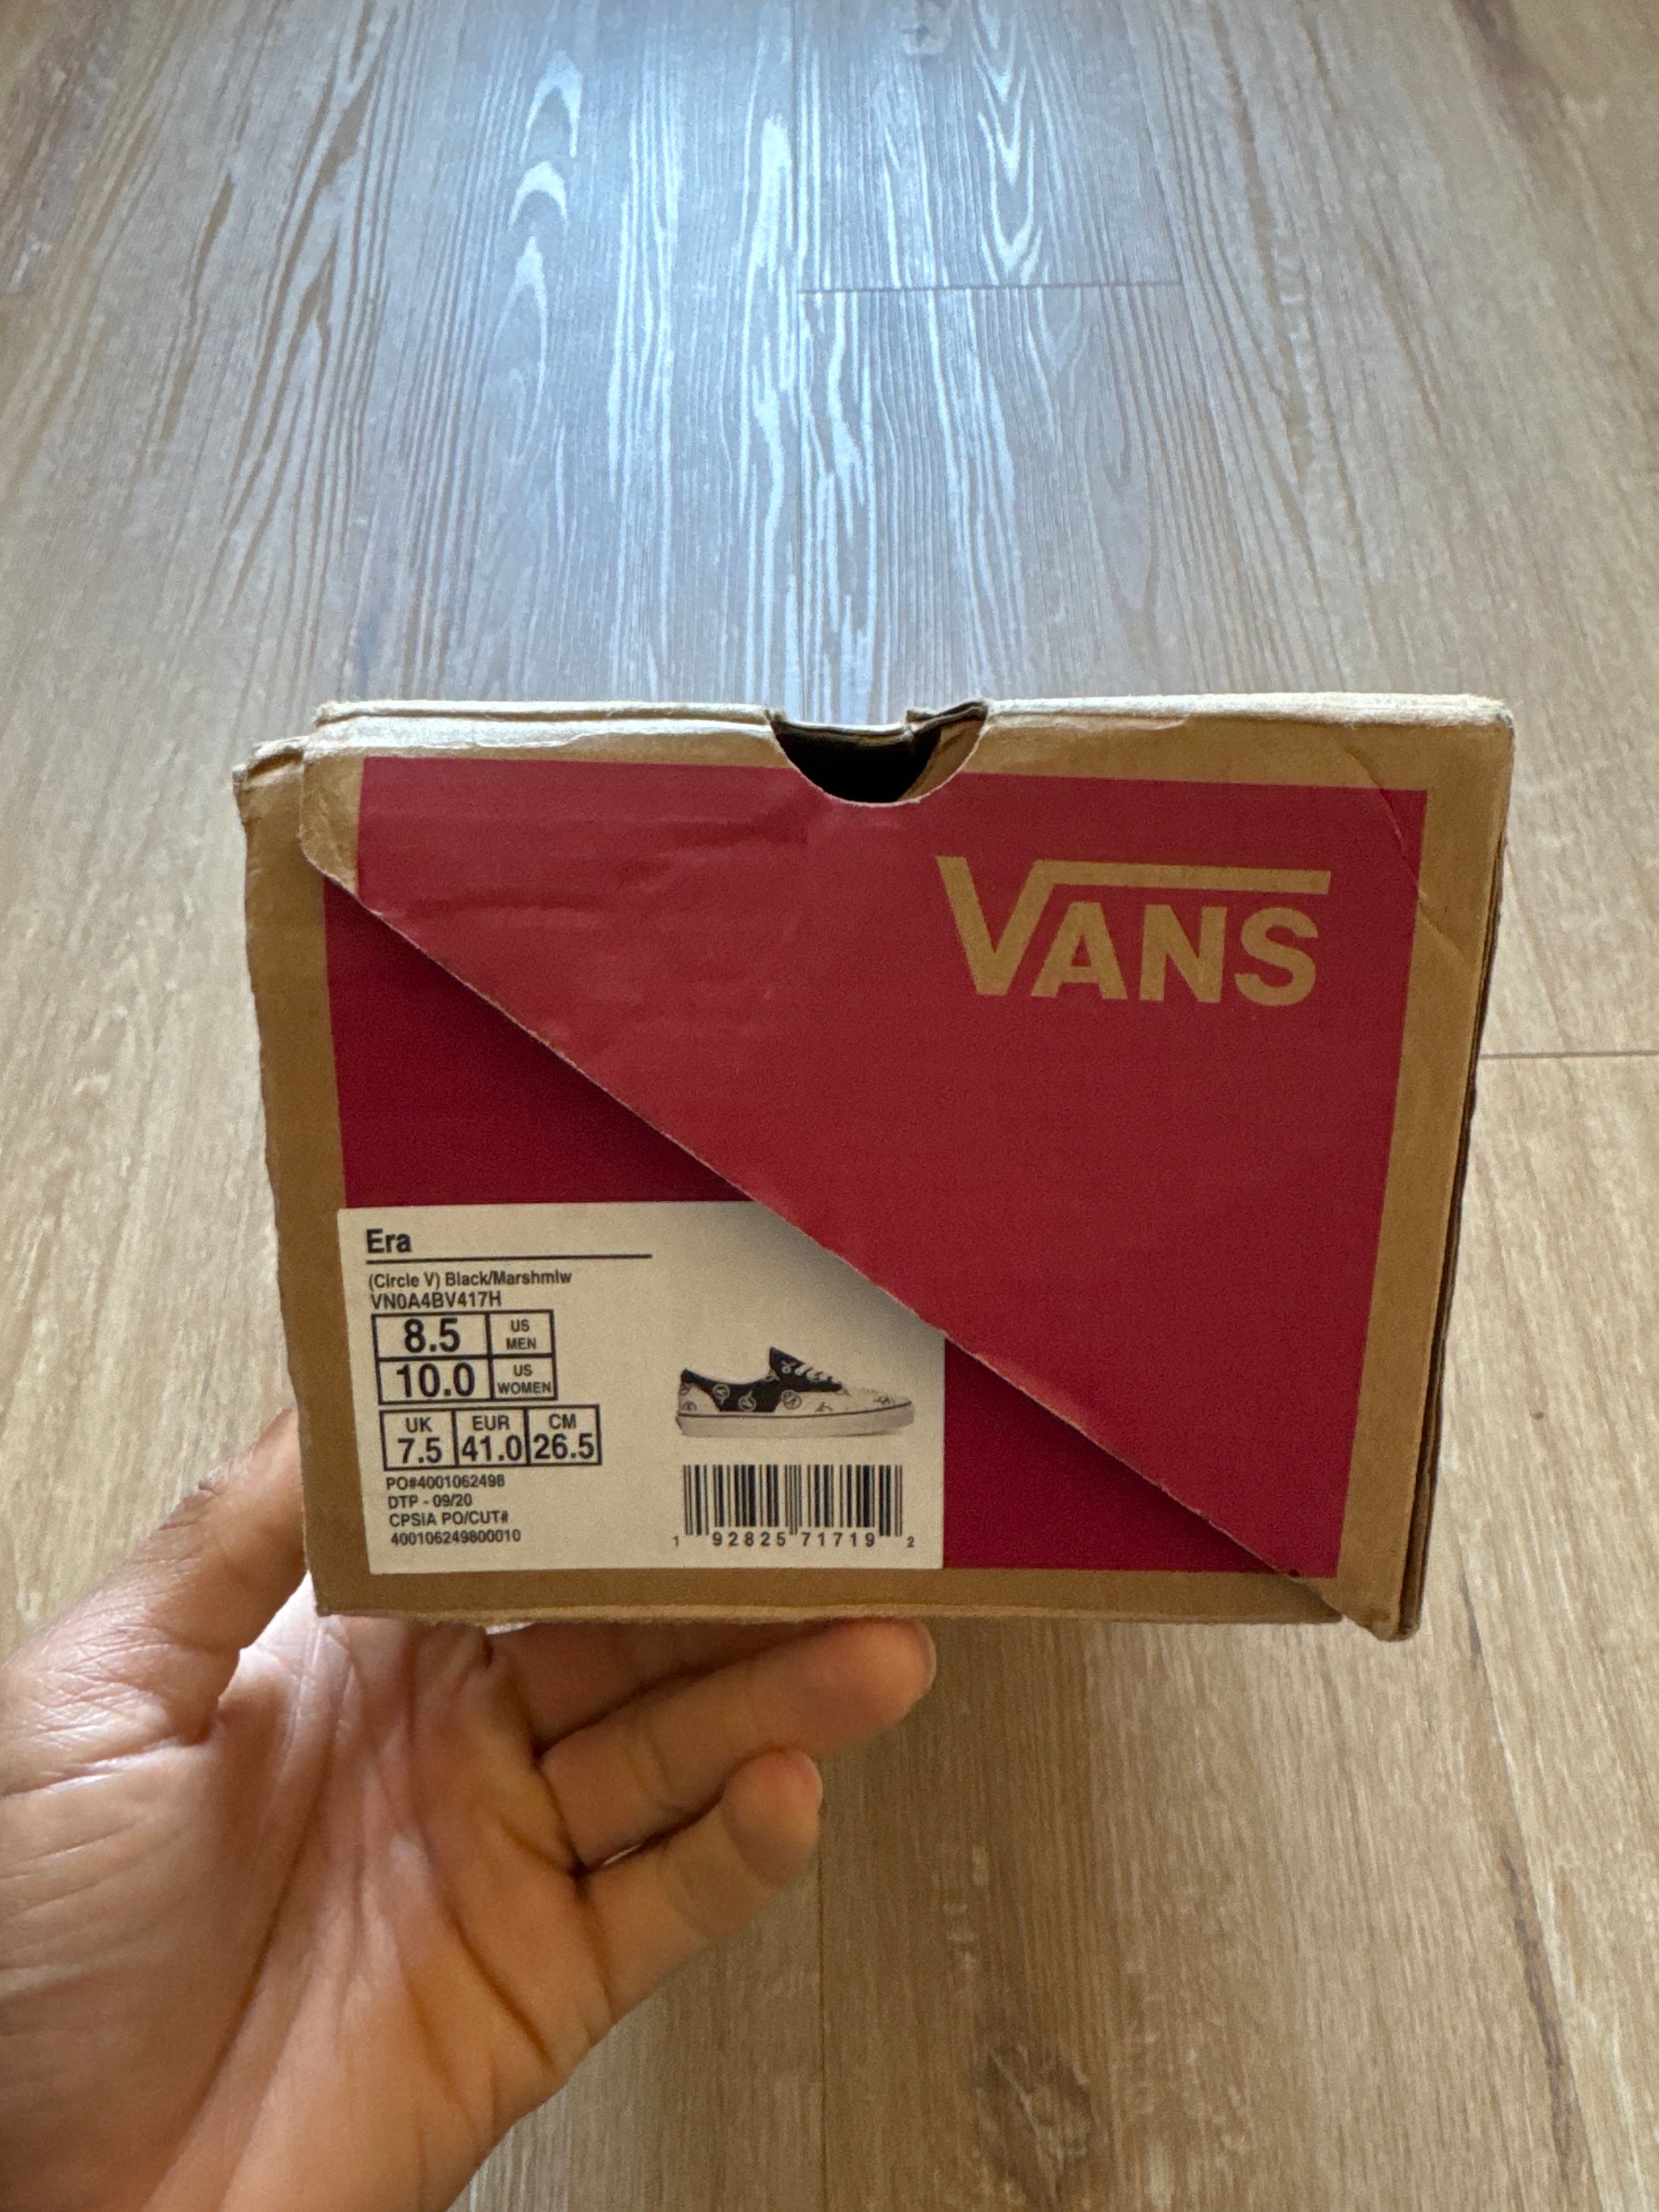 VANS
Era
(Circle V) Black/Marshmlw
VN0A4BV417H
8.5 US MEN
10.0 US WOMEN
UK EUR CM
7.5 41.0 26.5
PO#4001062498
DTP - 09/20
CPSIA PO/CUT#
400106249800010
1 92825 71719 2